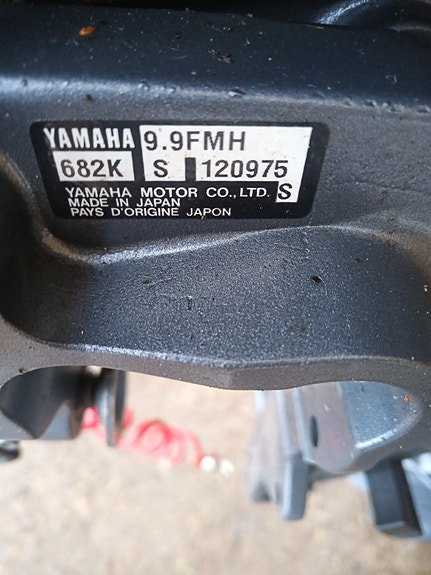 YAMAHA 9.9FMH
682K S 120975
YAMAHA MOTOR CO., LTD. S
MADE IN JAPAN
PAYS D'ORIGINE JAPON